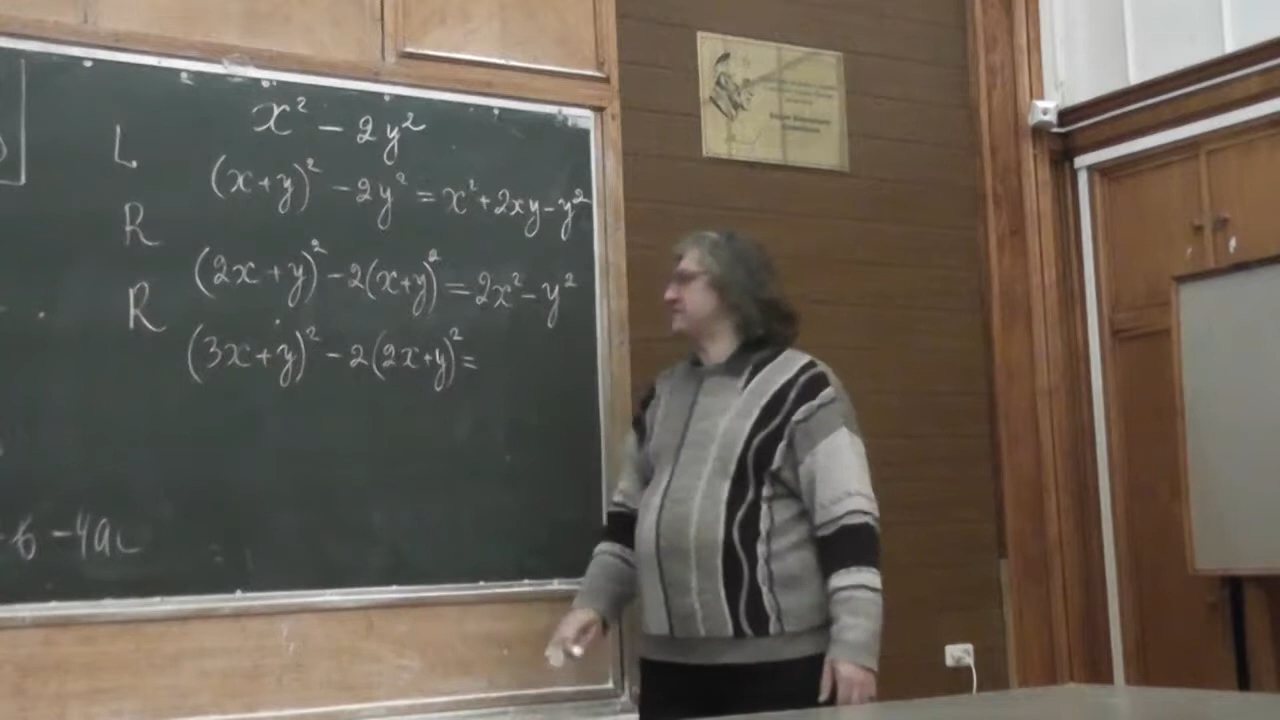 x² − 2y²
L
(x+y)² − 2y² = x² + 2xy − y²
R
(2x+y)² − 2(x+y)² = 2x² − y²
R
(3x+y)² − 2(2x+y)² =
− 4ac